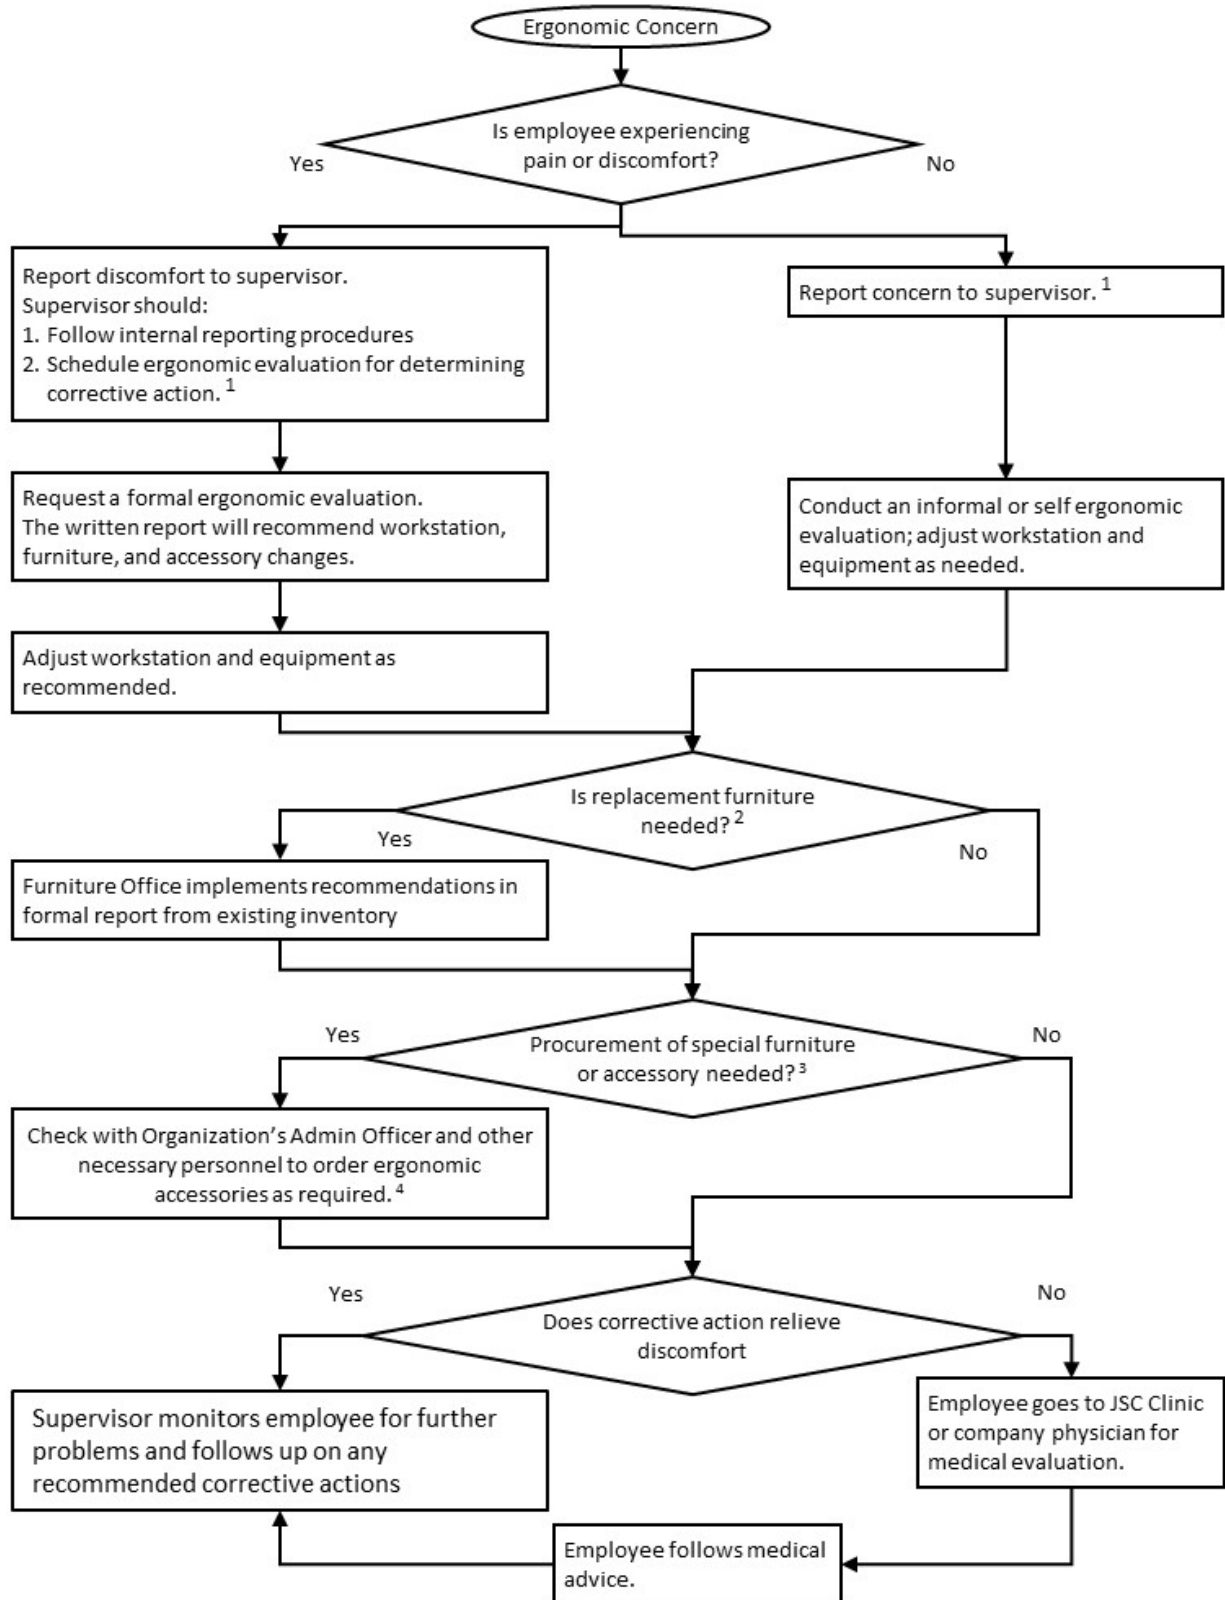 Ergonomic Concern
Is employee experiencing
pain or discomfort?
Yes
No
Report discomfort to supervisor.
Supervisor should:
1. Follow internal reporting procedures
2. Schedule ergonomic evaluation for determining
corrective action. 1
Report concern to supervisor. 1
Request a formal ergonomic evaluation.
The written report will recommend workstation,
furniture, and accessory changes.
Conduct an informal or self ergonomic
evaluation; adjust workstation and
equipment as needed.
Adjust workstation and equipment as
recommended.
Is replacement furniture
needed? 2
Yes
No
Furniture Office implements recommendations in
formal report from existing inventory
Yes
No
Procurement of special furniture
or accessory needed? 3
Check with Organization’s Admin Officer and other
necessary personnel to order ergonomic
accessories as required. 4
Yes
No
Does corrective action relieve
discomfort
Supervisor monitors employee for further
problems and follows up on any
recommended corrective actions
Employee goes to JSC Clinic
or company physician for
medical evaluation.
Employee follows medical
advice.